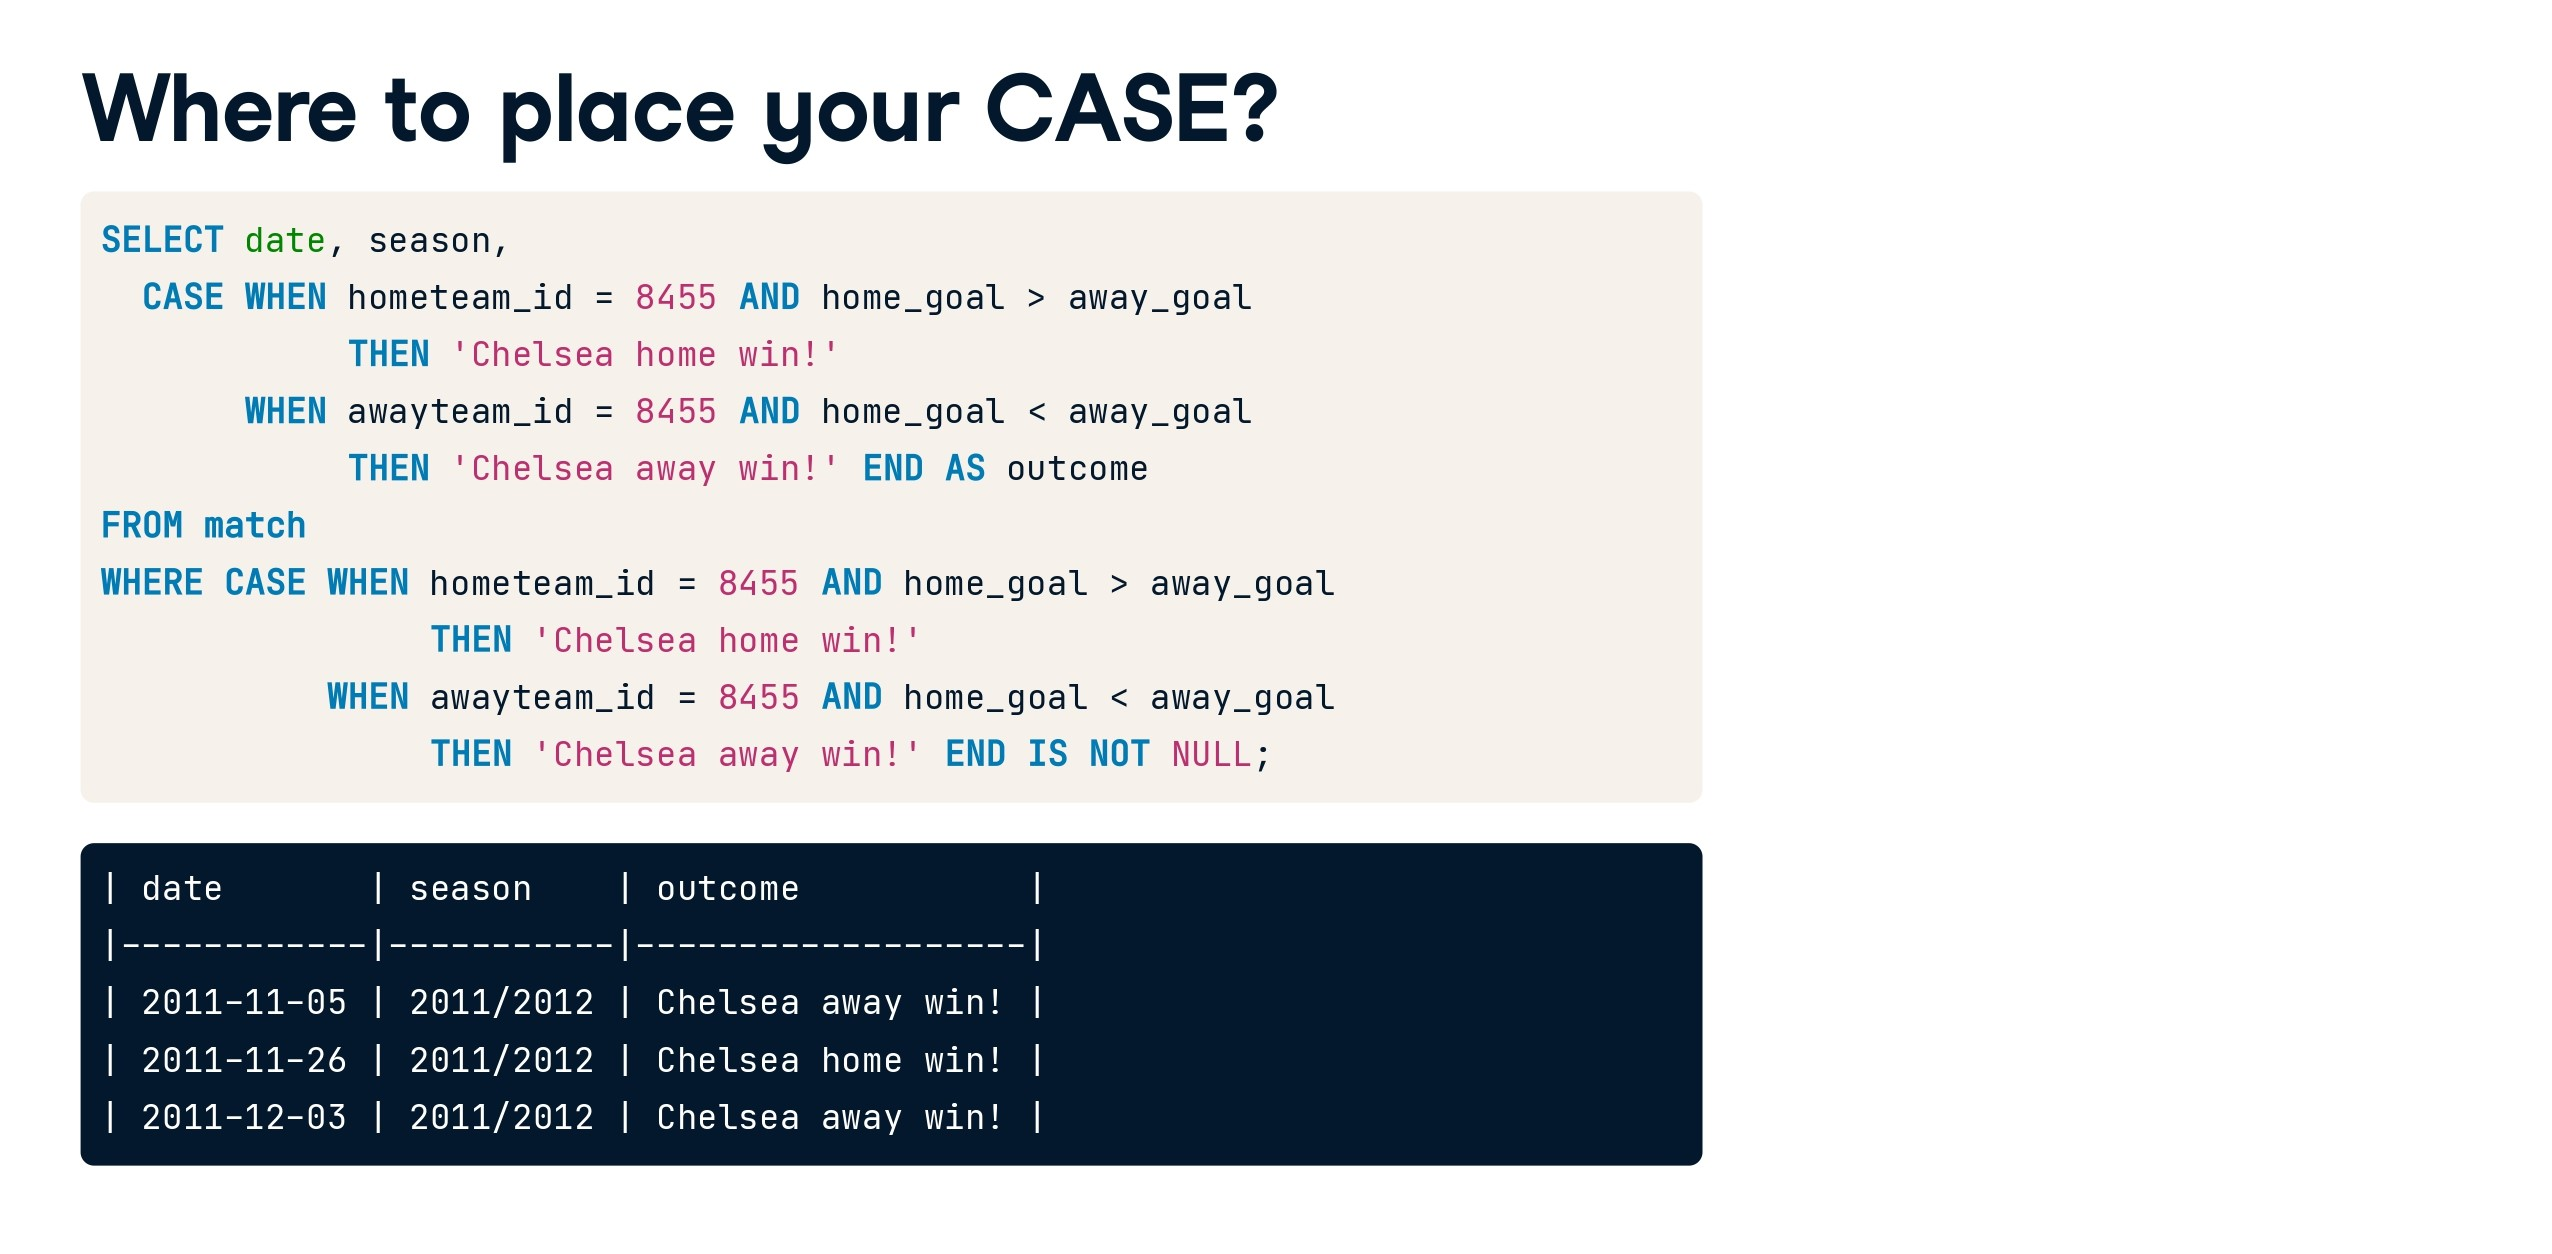 Where to place your CASE?
SELECT date, season,
  CASE WHEN hometeam_id = 8455 AND home_goal > away_goal
            THEN 'Chelsea home win!'
       WHEN awayteam_id = 8455 AND home_goal < away_goal
            THEN 'Chelsea away win!' END AS outcome
FROM match
WHERE CASE WHEN hometeam_id = 8455 AND home_goal > away_goal
                THEN 'Chelsea home win!'
           WHEN awayteam_id = 8455 AND home_goal < away_goal
                THEN 'Chelsea away win!' END IS NOT NULL;
| date       | season    | outcome           |
|------------|-----------|-------------------|
| 2011-11-05 | 2011/2012 | Chelsea away win! |
| 2011-11-26 | 2011/2012 | Chelsea home win! |
| 2011-12-03 | 2011/2012 | Chelsea away win! |